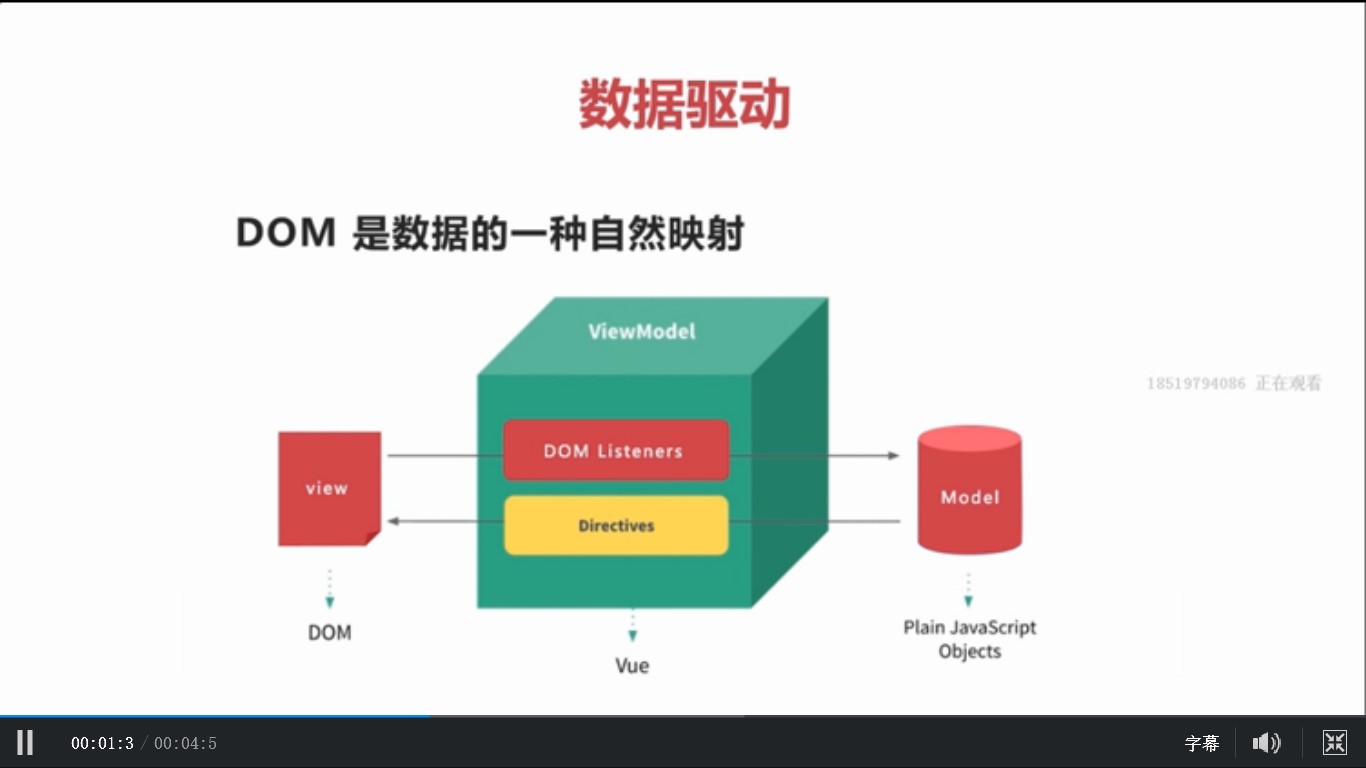 数据驱动
DOM 是数据的一种自然映射
ViewModel
18519794086 正在观看
DOM Listeners
view
Model
Directives
DOM
Plain JavaScript
Objects
Vue
00:01:3 / 00:04:5
字幕